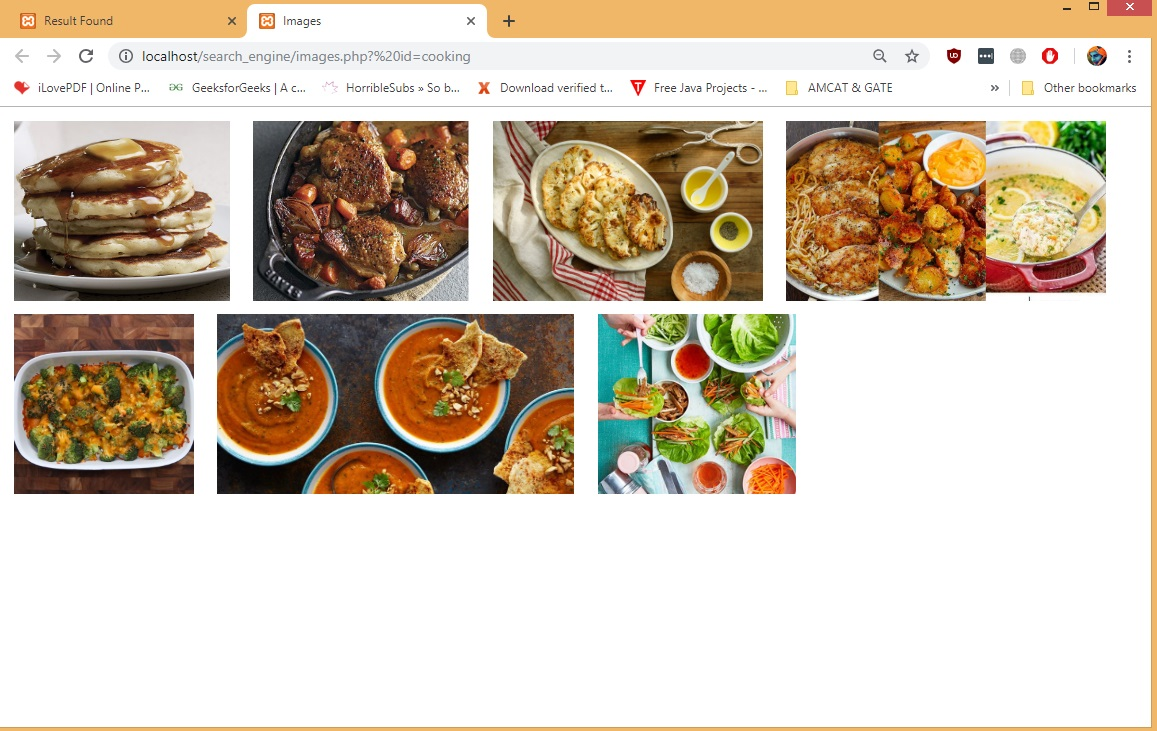 Result Found
Images
localhost/search_engine/images.php?%20id=cooking
iLovePDF | Online P... GeeksforGeeks | A c... HorribleSubs » So b... Download verified t... Free Java Projects - ... AMCAT & GATE » Other bookmarks